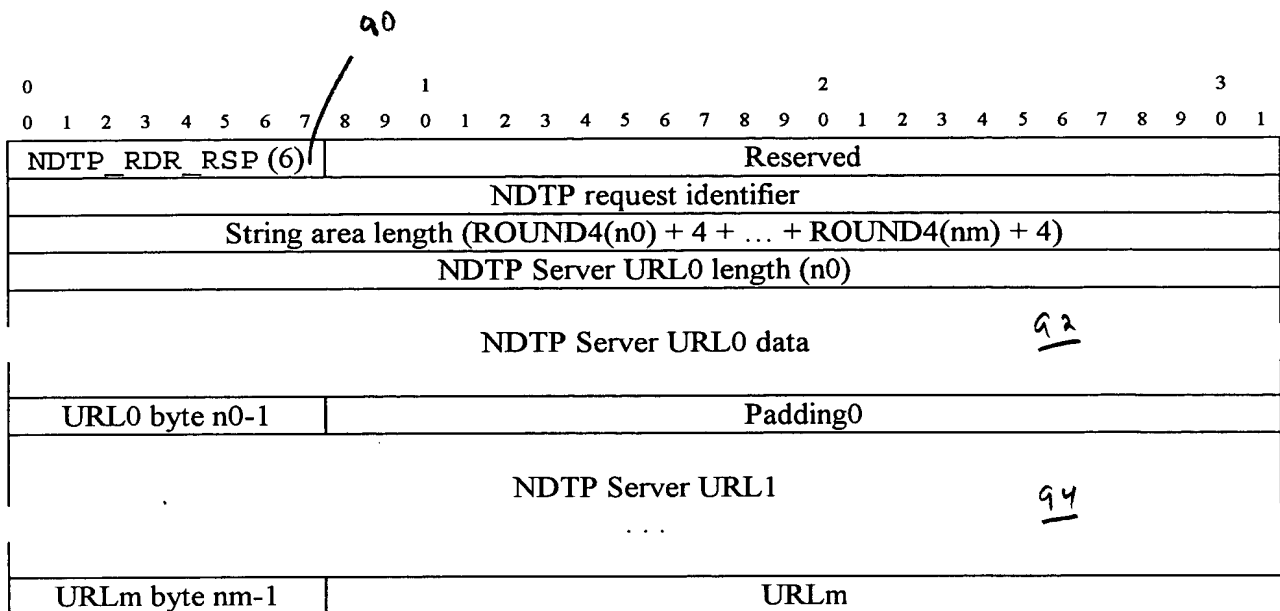 90
0 1 2 3
0 1 2 3 4 5 6 7 8 9 0 1 2 3 4 5 6 7 8 9 0 1 2 3 4 5 6 7 8 9 0 1
NDTP_RDR_RSP (6) Reserved
NDTP request identifier
String area length (ROUND4(n0) + 4 + ... + ROUND4(nm) + 4)
NDTP Server URL0 length (n0)
NDTP Server URL0 data 92
URL0 byte n0-1 Padding0
NDTP Server URL1 94
. . .
URLm byte nm-1 URLm